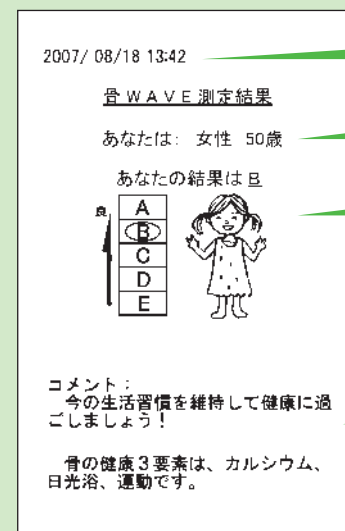 2007/ 08/18 13:42
骨WAVE測定結果
あなたは: 女性 50歳
あなたの結果は B
良
A
B
C
D
E
コメント:
今の生活習慣を維持して健康に過
ごしましょう!
骨の健康3要素は、カルシウム、
日光浴、運動です。